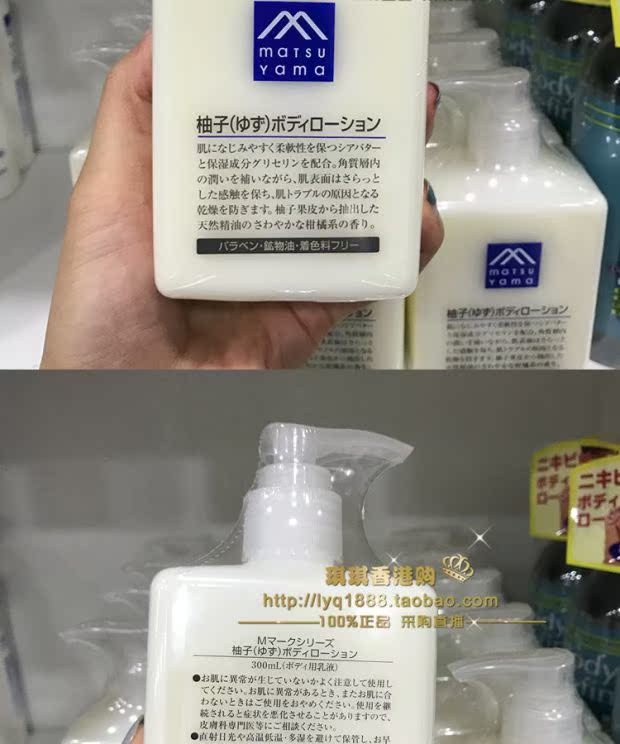 MATSU
YAMA
柚子(ゆず)ボディローション
肌になじみやすく柔軟性を保つシアバター
と保湿成分グリセリンを配合。角質層内
の潤いを補いながら、肌表面はさらっと
した感触を保ち、肌トラブルの原因となる
乾燥を防ぎます。柚子果皮から抽出した
天然精油のさわやかな柑橘系の香り。
パラベン・鉱物油・着色料フリー
MATSU
YAMA
柚子(ゆず)ボディローション
ニキビ
ボディ
ロー
ニキビ
ボディ
ローシ
琪琪香港购
http://lyq1888.taobao.com
100%正品 采购直播
Mマークシリーズ
柚子(ゆず)ボディローション
300mL(ボディ用乳液)
●お肌に異常が生じていないかよく注意して使用し
てください。お肌に異常があるとき、またお肌に合
わないときはご使用をおやめください。使用を継
続されると症状を悪化させることがありますので、
皮膚科専門医等にご相談ください。
●直射日光や高温低温・多湿を避けて保管し、お早